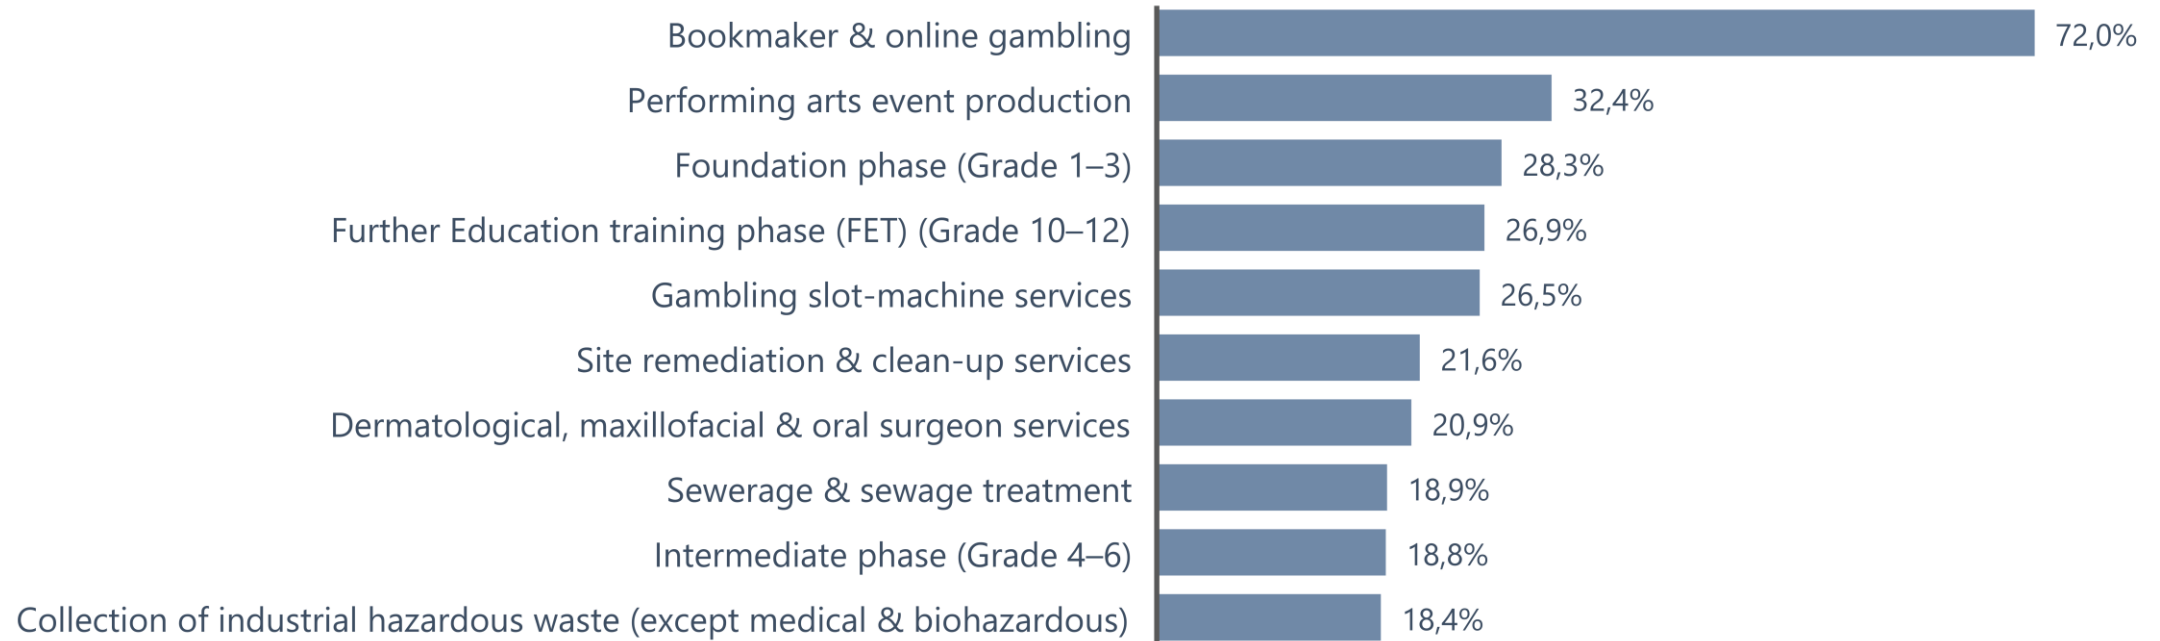 Bookmaker & online gambling 72,0%
Performing arts event production 32,4%
Foundation phase (Grade 1–3) 28,3%
Further Education training phase (FET) (Grade 10–12) 26,9%
Gambling slot-machine services 26,5%
Site remediation & clean-up services 21,6%
Dermatological, maxillofacial & oral surgeon services 20,9%
Sewerage & sewage treatment 18,9%
Intermediate phase (Grade 4–6) 18,8%
Collection of industrial hazardous waste (except medical & biohazardous) 18,4%